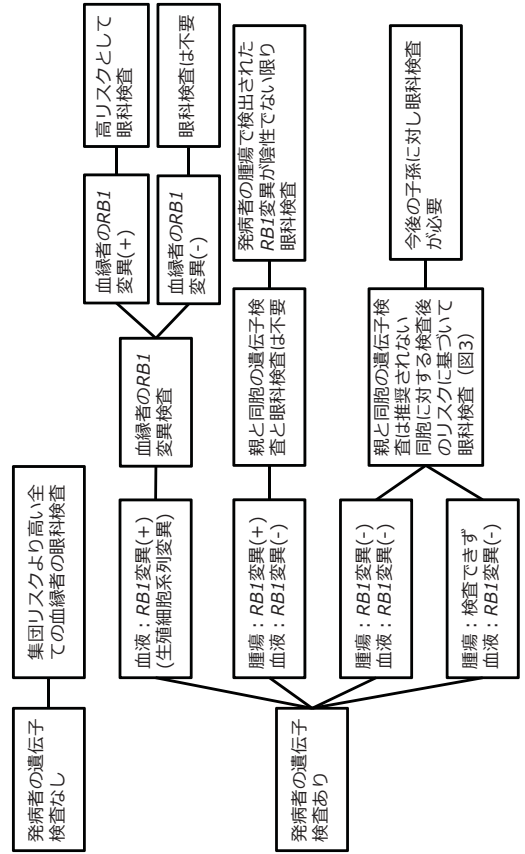 発病者の遺伝子
検査なし
集団リスクより高い全
ての血縁者の眼科検査
発病者の遺伝子
検査あり
血液：RB1変異(+)
(生殖細胞系列変異)
血縁者のRB1
変異検査
血縁者のRB1
変異(+)
高リスクとして
眼科検査
血縁者のRB1
変異(-)
眼科検査は不要
腫瘍：RB1変異(+)
血液：RB1変異(-)
親と同胞の遺伝子検
査と眼科検査は不要
発病者の腫瘍で検出された
RB1変異が陰性でない限り
眼科検査
腫瘍：RB1変異(-)
血液：RB1変異(-)
腫瘍：検査できず
血液：RB1変異(-)
親と同胞の遺伝子検
査は推奨されない
同胞に対する検査後
のリスクに基づいて
眼科検査（図3）
今後の子孫に対し眼科検査
が必要